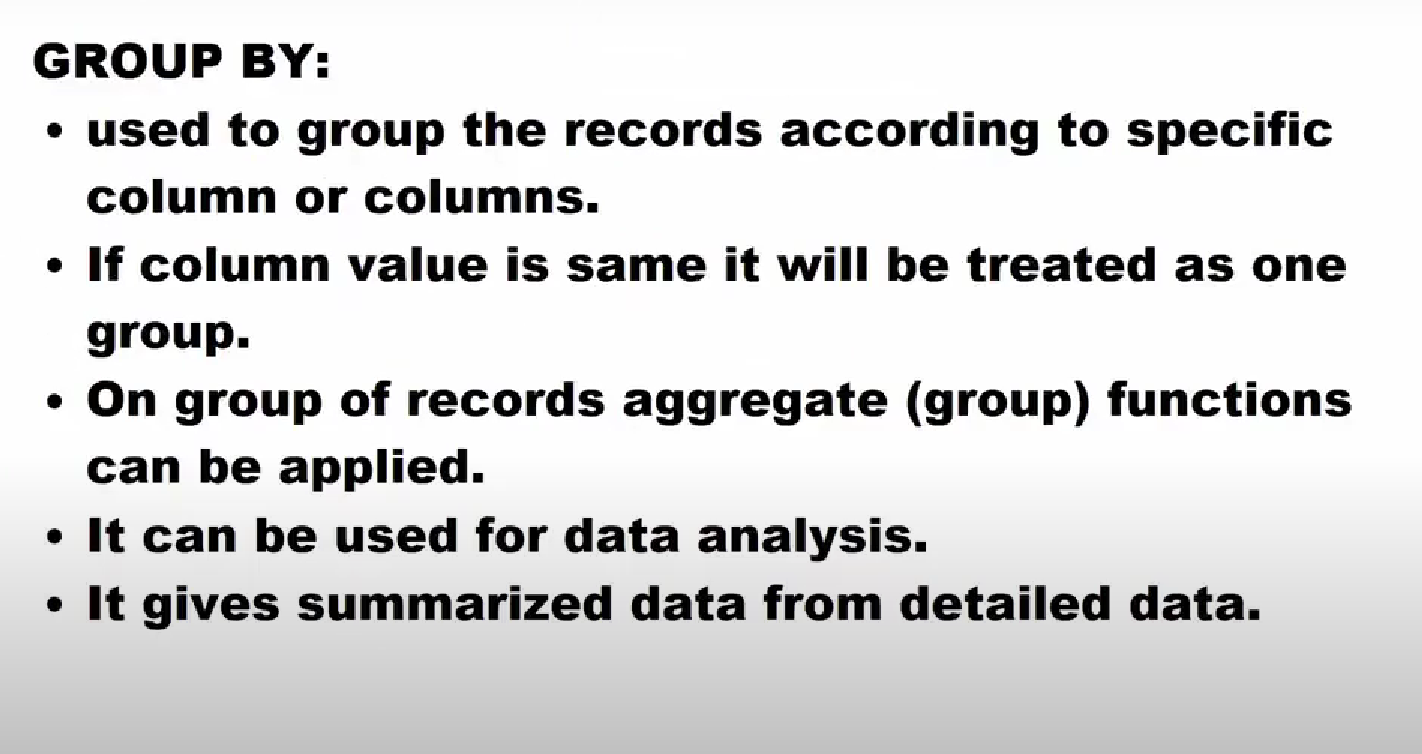 GROUP BY:
• used to group the records according to specific
column or columns.
• If column value is same it will be treated as one
group.
• On group of records aggregate (group) functions
can be applied.
• It can be used for data analysis.
• It gives summarized data from detailed data.